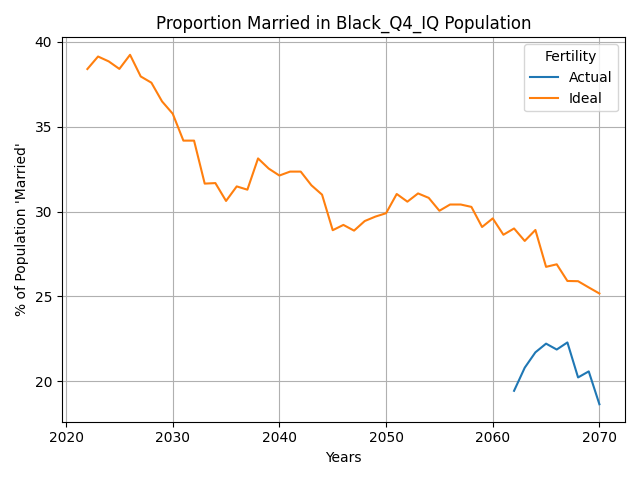 Proportion Married in Black_Q4_IQ Population
Fertility
Actual
Ideal
% of Population 'Married'
40
35
30
25
20
2020
2030
2040
2050
2060
2070
Years